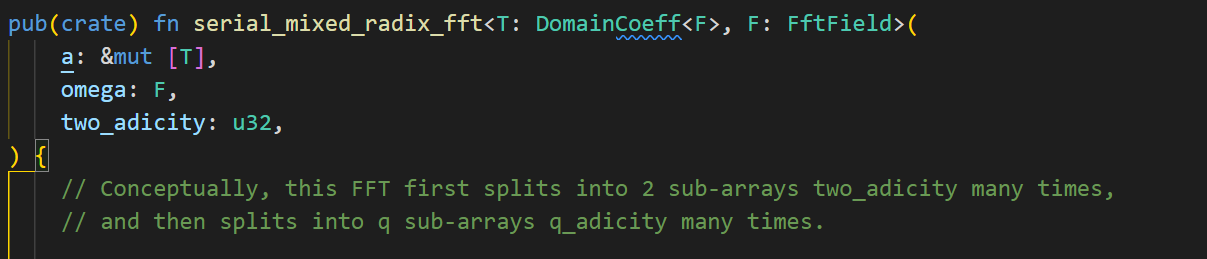 pub(crate) fn serial_mixed_radix_fft<T: DomainCoeff<F>, F: FftField>(
    a: &mut [T],
    omega: F,
    two_adicity: u32,
) {
    // Conceptually, this FFT first splits into 2 sub-arrays two_adicity many times,
    // and then splits into q sub-arrays q_adicity many times.